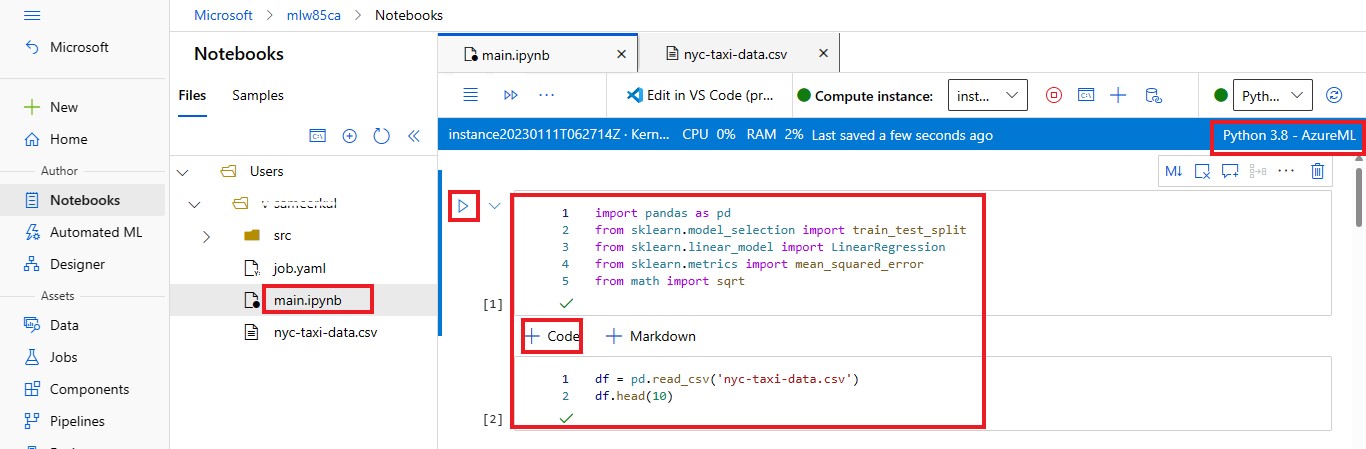 Microsoft > mlw85ca > Notebooks
Microsoft
New
Home
Author
Notebooks
Automated ML
Designer
Assets
Data
Jobs
Components
Pipelines
Notebooks
Files Samples
Users
src
job.yaml
main.ipynb
nyc-taxi-data.csv
main.ipynb
nyc-taxi-data.csv
Edit in VS Code (pr...
Compute instance:
inst...
Pyth...
instance20230111T062714Z · Kern... CPU 0% RAM 2% Last saved a few seconds ago
Python 3.8 - AzureML
M↓
1 import pandas as pd
2 from sklearn.model_selection import train_test_split
3 from sklearn.linear_model import LinearRegression
4 from sklearn.metrics import mean_squared_error
5 from math import sqrt
[1]
+ Code + Markdown
1 df = pd.read_csv('nyc-taxi-data.csv')
2 df.head(10)
[2]